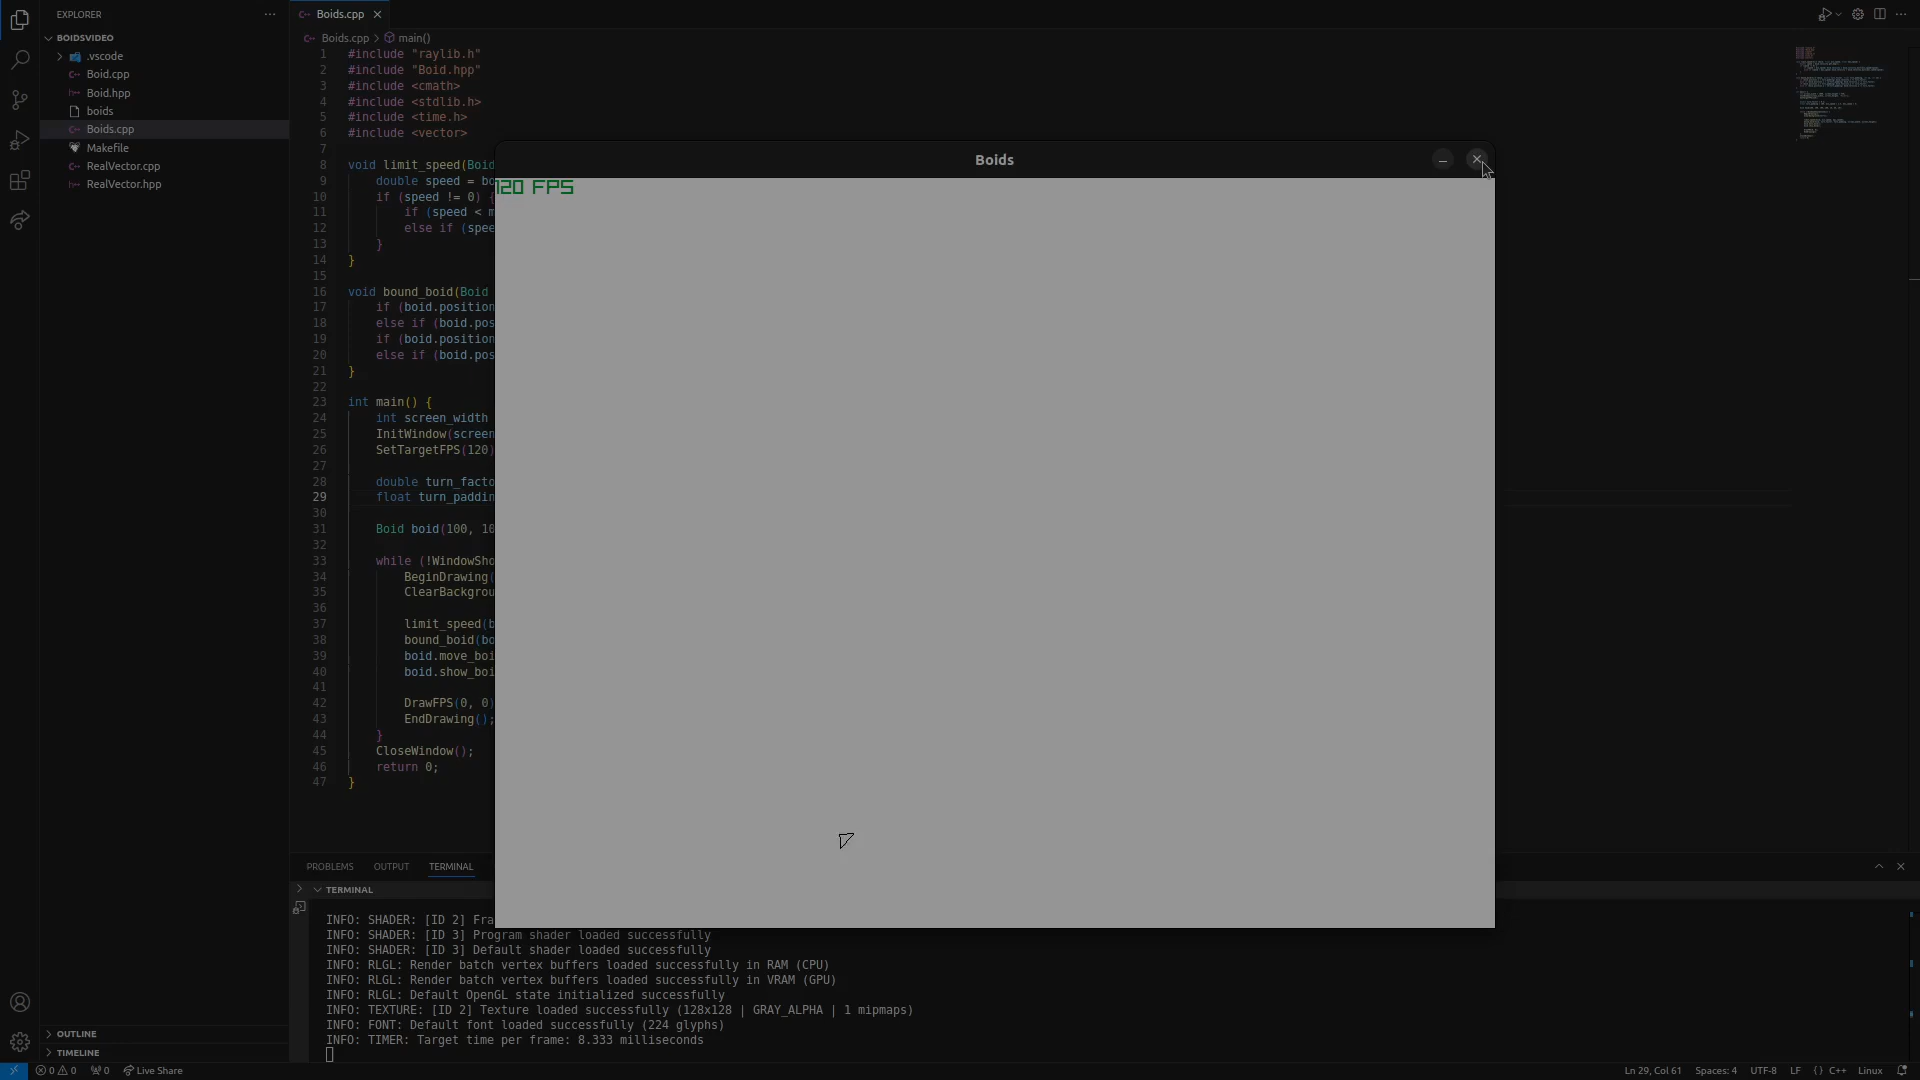 EXPLORER
BOIDSVIDEO
.vscode
Boid.cpp
Boid.hpp
boids
Boids.cpp
Makefile
RealVector.cpp
RealVector.hpp
OUTLINE
TIMELINE
Boids.cpp
Boids.cpp > main()
1 #include "raylib.h"
2 #include "Boid.hpp"
3 #include <cmath>
4 #include <stdlib.h>
5 #include <time.h>
6 #include <vector>
7
8 void limit_speed(Boid
9 double speed = bo
10 if (speed != 0) {
11 if (speed < m
12 else if (spee
13 }
14 }
15
16 void bound_boid(Boid
17 if (boid.position
18 else if (boid.pos
19 if (boid.position
20 else if (boid.pos
21 }
22
23 int main() {
24 int screen_width
25 InitWindow(screen
26 SetTargetFPS(120)
27
28 double turn_facto
29 float turn_paddin
30
31 Boid boid(100, 10
32
33 while (!WindowSho
34 BeginDrawing(
35 ClearBackgrou
36
37 limit_speed(b
38 bound_boid(bo
39 boid.move_boi
40 boid.show_boi
41
42 DrawFPS(0, 0)
43 EndDrawing();
44 }
45 CloseWindow();
46 return 0;
47 }
Boids
120 FPS
PROBLEMS OUTPUT TERMINAL
TERMINAL
INFO: SHADER: [ID 2] Fra
INFO: SHADER: [ID 3] Program shader loaded successfully
INFO: SHADER: [ID 3] Default shader loaded successfully
INFO: RLGL: Render batch vertex buffers loaded successfully in RAM (CPU)
INFO: RLGL: Render batch vertex buffers loaded successfully in VRAM (GPU)
INFO: RLGL: Default OpenGL state initialized successfully
INFO: TEXTURE: [ID 2] Texture loaded successfully (128x128 | GRAY_ALPHA | 1 mipmaps)
INFO: FONT: Default font loaded successfully (224 glyphs)
INFO: TIMER: Target time per frame: 8.333 milliseconds
0 0 0 Live Share Ln 29, Col 61 Spaces: 4 UTF-8 LF {} C++ Linux